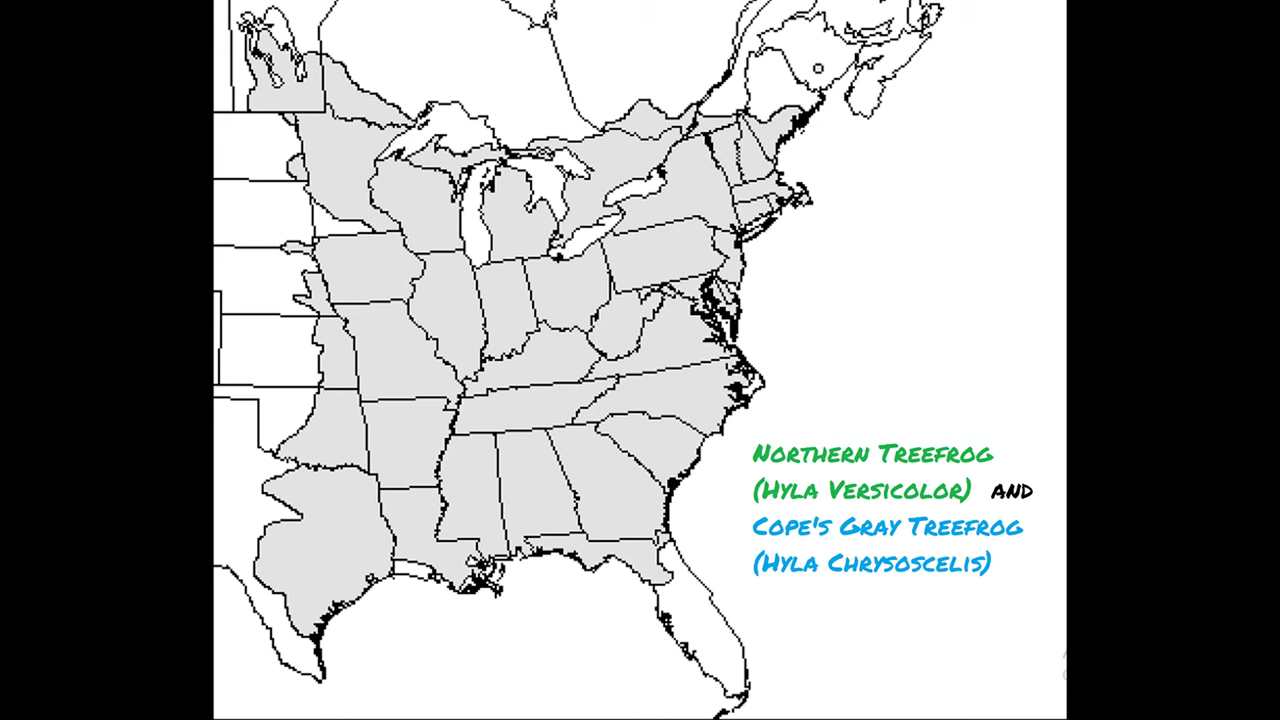 Northern Treefrog
(Hyla Versicolor) and
Cope's Gray Treefrog
(Hyla Chrysoscelis)